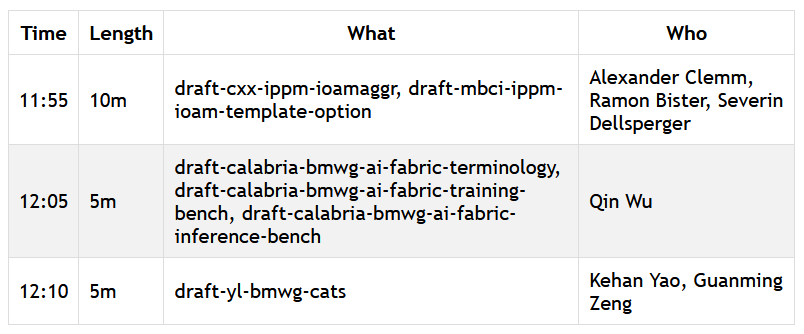 Time Length What Who
11:55 10m draft-cxx-ippm-ioamaggr, draft-mbci-ippm-
ioam-template-option
Alexander Clemm,
Ramon Bister, Severin
Dellsperger
12:05 5m draft-calabria-bmwg-ai-fabric-terminology,
draft-calabria-bmwg-ai-fabric-training-
bench, draft-calabria-bmwg-ai-fabric-
inference-bench
Qin Wu
12:10 5m draft-yl-bmwg-cats
Kehan Yao, Guanming
Zeng